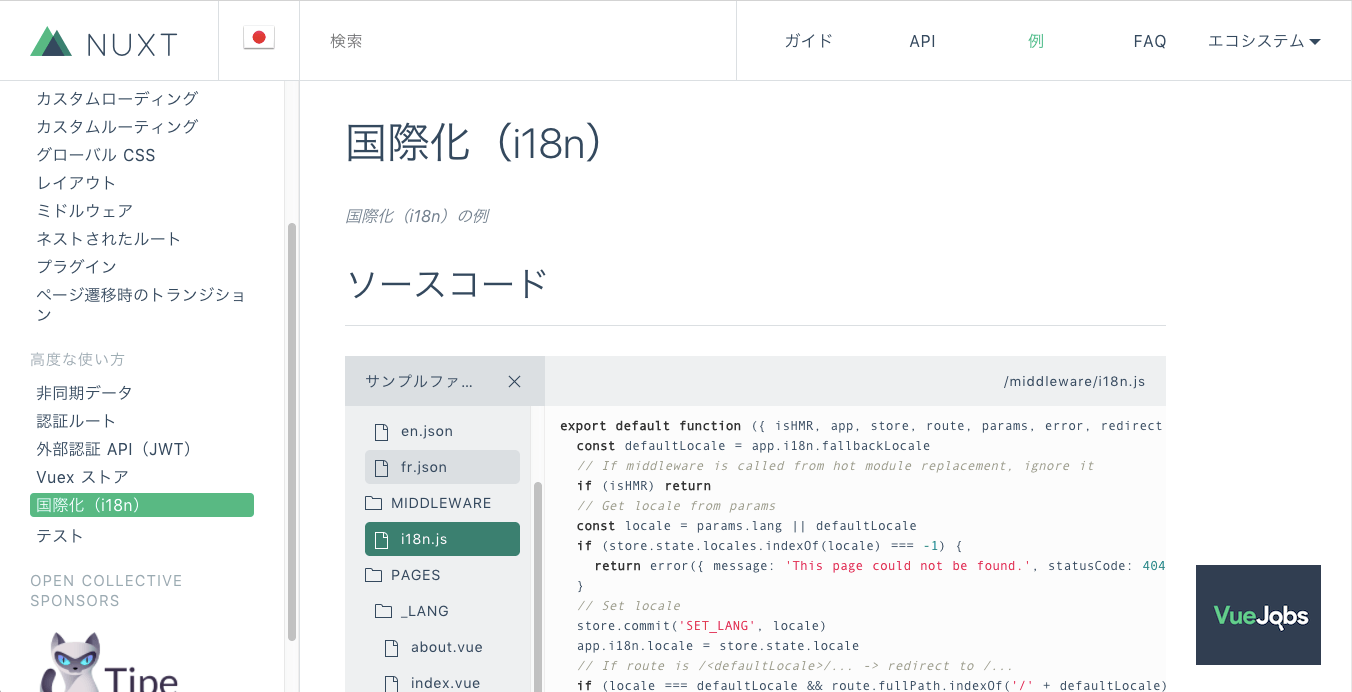 NUXT
検索
ガイド
API
例
FAQ
エコシステム
カスタムローディング
カスタムルーティング
グローバル CSS
レイアウト
ミドルウェア
ネストされたルート
プラグイン
ページ遷移時のトランジショ
ン
高度な使い方
非同期データ
認証ルート
外部認証 API（JWT）
Vuex ストア
国際化（i18n）
テスト
OPEN COLLECTIVE
SPONSORS
Tipe
国際化（i18n）
国際化（i18n）の例
ソースコード
サンプルファ...
/middleware/i18n.js
en.json
fr.json
MIDDLEWARE
i18n.js
PAGES
_LANG
about.vue
index.vue
export default function ({ isHMR, app, store, route, params, error, redirect
const defaultLocale = app.i18n.fallbackLocale
// If middleware is called from hot module replacement, ignore it
if (isHMR) return
// Get locale from params
const locale = params.lang || defaultLocale
if (store.state.locales.indexOf(locale) === -1) {
return error({ message: 'This page could not be found.', statusCode: 404
}
// Set locale
store.commit('SET_LANG', locale)
app.i18n.locale = store.state.locale
// If route is /<defaultLocale>/... -> redirect to /...
if (locale === defaultLocale && route.fullPath.indexOf('/' + defaultLocale)
VueJobs